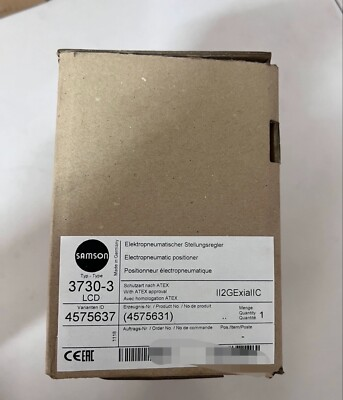 SAMSON
Made in Germany
Typ - Type
3730-3
LCD
Varianten ID
4575637
1118
CE EAC
Elektropneumatischer Stellungsregler
Electropneumatic positioner
Positionneur électropneumatique
Schutzart nach ATEX
With ATEX approval
Avec homologation ATEX
II2GExiaIIC
Erzeugnis-Nr. / Product No. / No de produit
(4575631)
Menge
Quantity
Quantité
1
Auftrags-Nr. / Order No. / No de commande
Pos./Item/Poste
-